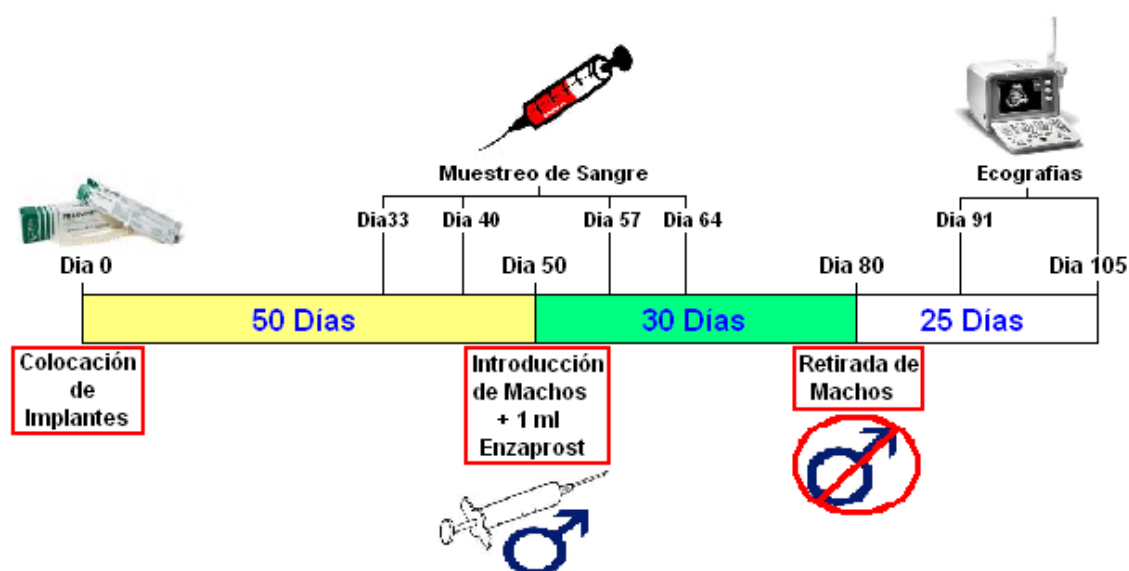 Muestreo de Sangre
Ecografias
Dia33
Dia 40
Dia 57
Dia 64
Dia 91
Dia 0
Dia 50
Dia 80
Dia 105
50 Días
30 Días
25 Días
Colocación
de
Implantes
Introducción
de Machos
+ 1 ml
Enzaprost
Retirada de
Machos